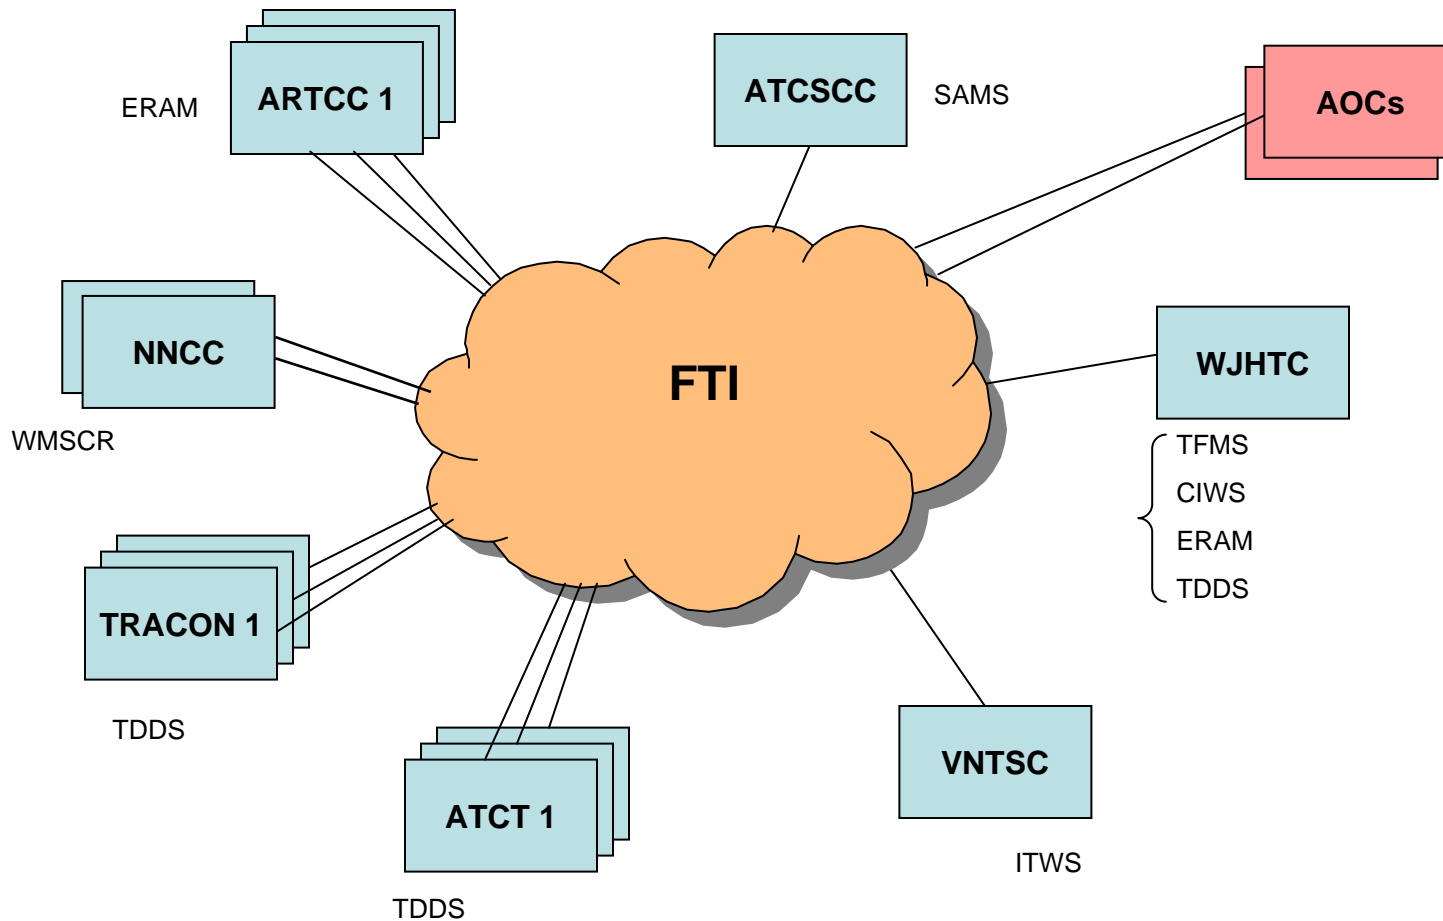 ERAM
ARTCC 1
ATCSCC
SAMS
AOCs
NNCC
WMSCR
FTI
WJHTC
TFMS
CIWS
ERAM
TDDS
TRACON 1
TDDS
ATCT 1
TDDS
VNTSC
ITWS